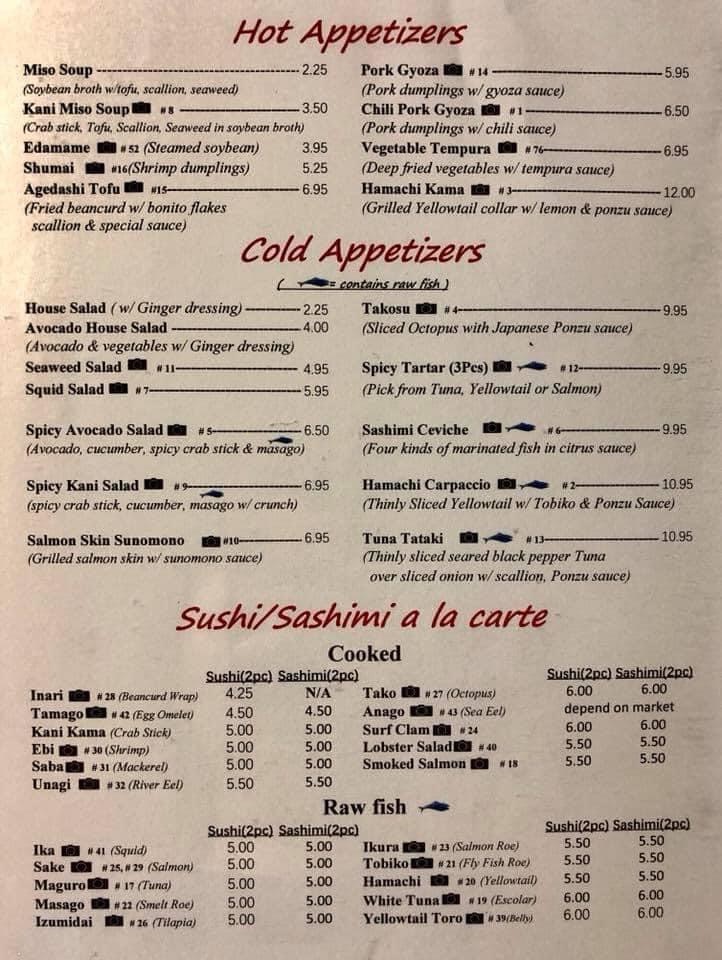 Hot Appetizers
Miso Soup ------------------------------------ 2.25
(Soybean broth w/tofu, scallion, seaweed)
Kani Miso Soup # 8 --------------------- 3.50
(Crab stick, Tofu, Scallion, Seaweed in soybean broth)
Edamame # 52 (Steamed soybean) 3.95
Shumai #16(Shrimp dumplings) 5.25
Agedashi Tofu #15------------------------- 6.95
(Fried beancurd w/ bonito flakes
scallion & special sauce)
Pork Gyoza # 14 ------------------------------ 5.95
(Pork dumplings w/ gyoza sauce)
Chili Pork Gyoza # 1------------------------ 6.50
(Pork dumplings w/ chili sauce)
Vegetable Tempura # 76--------------------- 6.95
(Deep fried vegetables w/ tempura sauce)
Hamachi Kama # 3-------------------------- 12.00
(Grilled Yellowtail collar w/ lemon & ponzu sauce)
Cold Appetizers
( = contains raw fish )
House Salad ( w/ Ginger dressing) ---------- 2.25
Avocado House Salad ----------------------- 4.00
(Avocado & vegetables w/ Ginger dressing)
Seaweed Salad # 11---------------------- 4.95
Squid Salad # 7--------------------------- 5.95
Spicy Avocado Salad # 5---------------- 6.50
(Avocado, cucumber, spicy crab stick & masago)
Spicy Kani Salad # 9-------------------- 6.95
(spicy crab stick, cucumber, masago w/ crunch)
Salmon Skin Sunomono #10------------ 6.95
(Grilled salmon skin w/ sunomono sauce)
Takosu # 4------------------------------------ 9.95
(Sliced Octopus with Japanese Ponzu sauce)
Spicy Tartar (3Pcs) # 12--------------- 9.95
(Pick from Tuna, Yellowtail or Salmon)
Sashimi Ceviche # 6------------------ 9.95
(Four kinds of marinated fish in citrus sauce)
Hamachi Carpaccio # 2---------------- 10.95
(Thinly Sliced Yellowtail w/ Tobiko & Ponzu Sauce)
Tuna Tataki # 13--------------------- 10.95
(Thinly sliced seared black pepper Tuna
over sliced onion w/ scallion, Ponzu sauce)
Sushi/Sashimi a la carte
Cooked
Sushi(2pc) Sashimi(2pc)
Inari # 28 (Beancurd Wrap) 4.25 N/A
Tamago # 42 (Egg Omelet) 4.50 4.50
Kani Kama (Crab Stick) 5.00 5.00
Ebi # 30 (Shrimp) 5.00 5.00
Saba # 31 (Mackerel) 5.00 5.00
Unagi # 32 (River Eel) 5.50 5.50
Sushi(2pc) Sashimi(2pc)
Tako # 27 (Octopus) 6.00 6.00
Anago # 43 (Sea Eel) depend on market
Surf Clam # 24 6.00 6.00
Lobster Salad # 40 5.50 5.50
Smoked Salmon # 18 5.50 5.50
Raw fish
Sushi(2pc) Sashimi(2pc)
Ika # 41 (Squid) 5.00 5.00
Sake # 25, # 29 (Salmon) 5.00 5.00
Maguro # 17 (Tuna) 5.00 5.00
Masago # 22 (Smelt Roe) 5.00 5.00
Izumidai # 26 (Tilapia) 5.00 5.00
Sushi(2pc) Sashimi(2pc)
Ikura # 23 (Salmon Roe) 5.50 5.50
Tobiko # 21 (Fly Fish Roe) 5.50 5.50
Hamachi # 20 (Yellowtail) 5.50 5.50
White Tuna # 19 (Escolar) 6.00 6.00
Yellowtail Toro # 39(Belly) 6.00 6.00